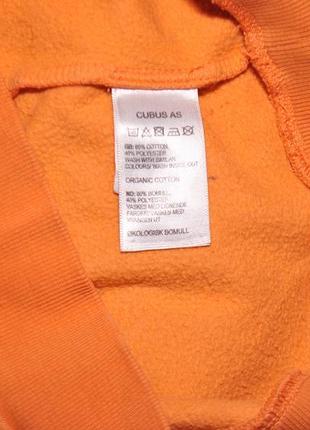 CUBUS AS
GB: 60% COTTON
40% POLYESTER
WASH WITH SIMILAR
COLOURS/ WASH INSIDE OUT
ORGANIC COTTON
NO: 60% BOMULL
40% POLYESTER
VASKES MED LIGNENDE
FARGER/ VASKES MED
VRANGEN UT
ØKOLOGISK BOMULL